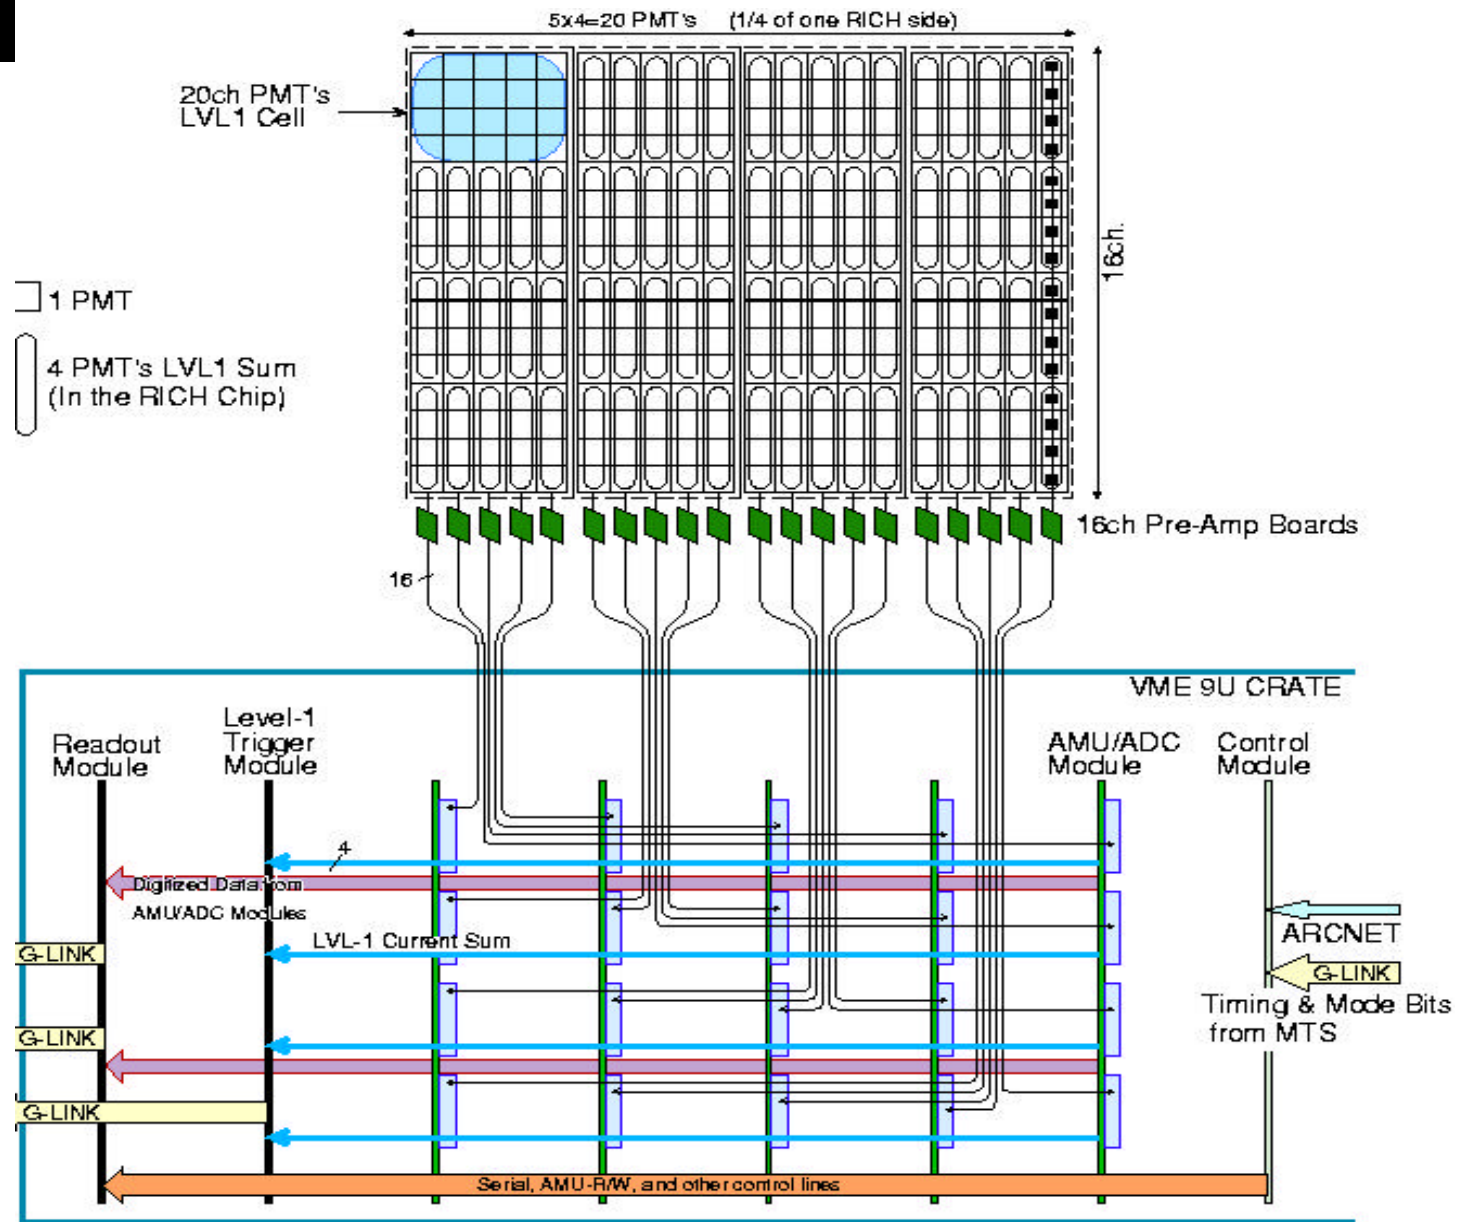 5x4=20 PMT's (1/4 of one RICH side)
20ch PMT's
LVL1 Cell
16ch.
1 PMT
4 PMT's LVL1 Sum
(In the RICH Chip)
16ch Pre-Amp Boards
16
VME 9U CRATE
Level-1
Trigger
Module
Readout
Module
AMU/ADC
Module
Control
Module
4
Digitized Data from
AMU/ADC Modules
LVL-1 Current Sum
ARCNET
G-LINK
G-LINK
Timing & Mode Bits
from MTS
G-LINK
G-LINK
Serial, AMU-R/W, and other control lines